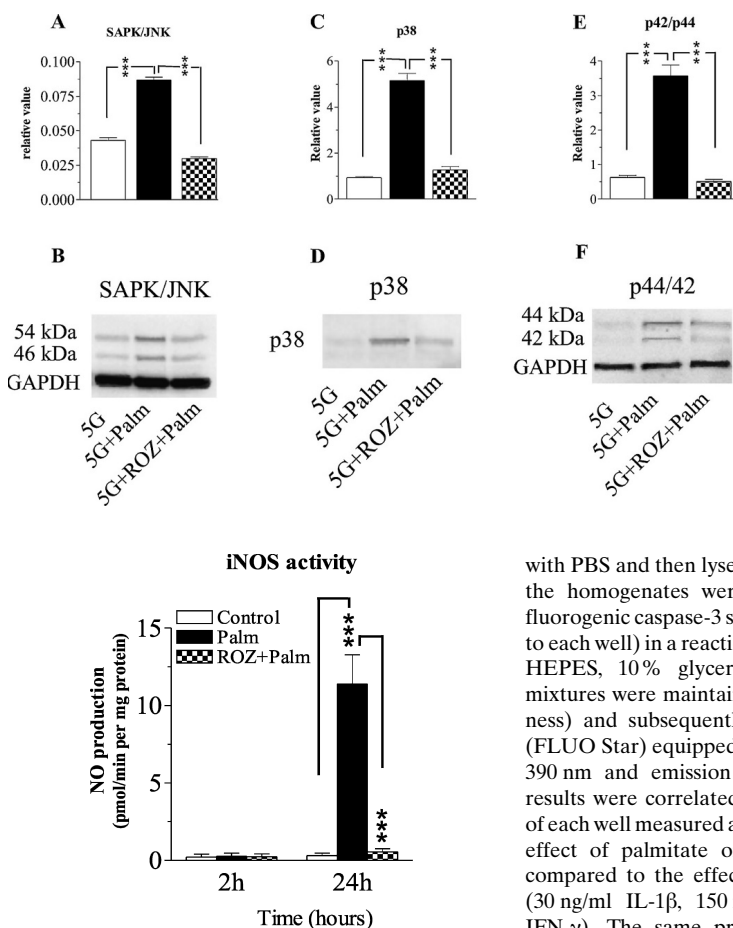 A
SAPK/JNK
relative value
0.100
0.075
0.050
0.025
0.000
***
***
C
p38
Relative value
6
4
2
0
***
***
E
p42/p44
Relative value
4
3
2
1
0
***
***
B
SAPK/JNK
54 kDa
46 kDa
GAPDH
5G
5G+Palm
5G+ROZ+Palm
D
p38
p38
5G
5G+Palm
5G+ROZ+Palm
F
p44/42
44 kDa
42 kDa
GAPDH
5G
5G+Palm
5G+ROZ+Palm
iNOS activity
Control
Palm
ROZ+Palm
NO production
(pmol/min per mg protein)
15
10
5
0
***
***
***
2h
24h
Time (hours)
with PBS and then lyse
the homogenates were
fluorogenic caspase-3 s
to each well) in a reacti
HEPES, 10% glycer
mixtures were maintai
ness) and subsequentl
(FLUO Star) equipped
390 nm and emission
results were correlated
of each well measured a
effect of palmitate o
compared to the effec
(30 ng/ml IL-1β, 150
IFN-γ). The same pr